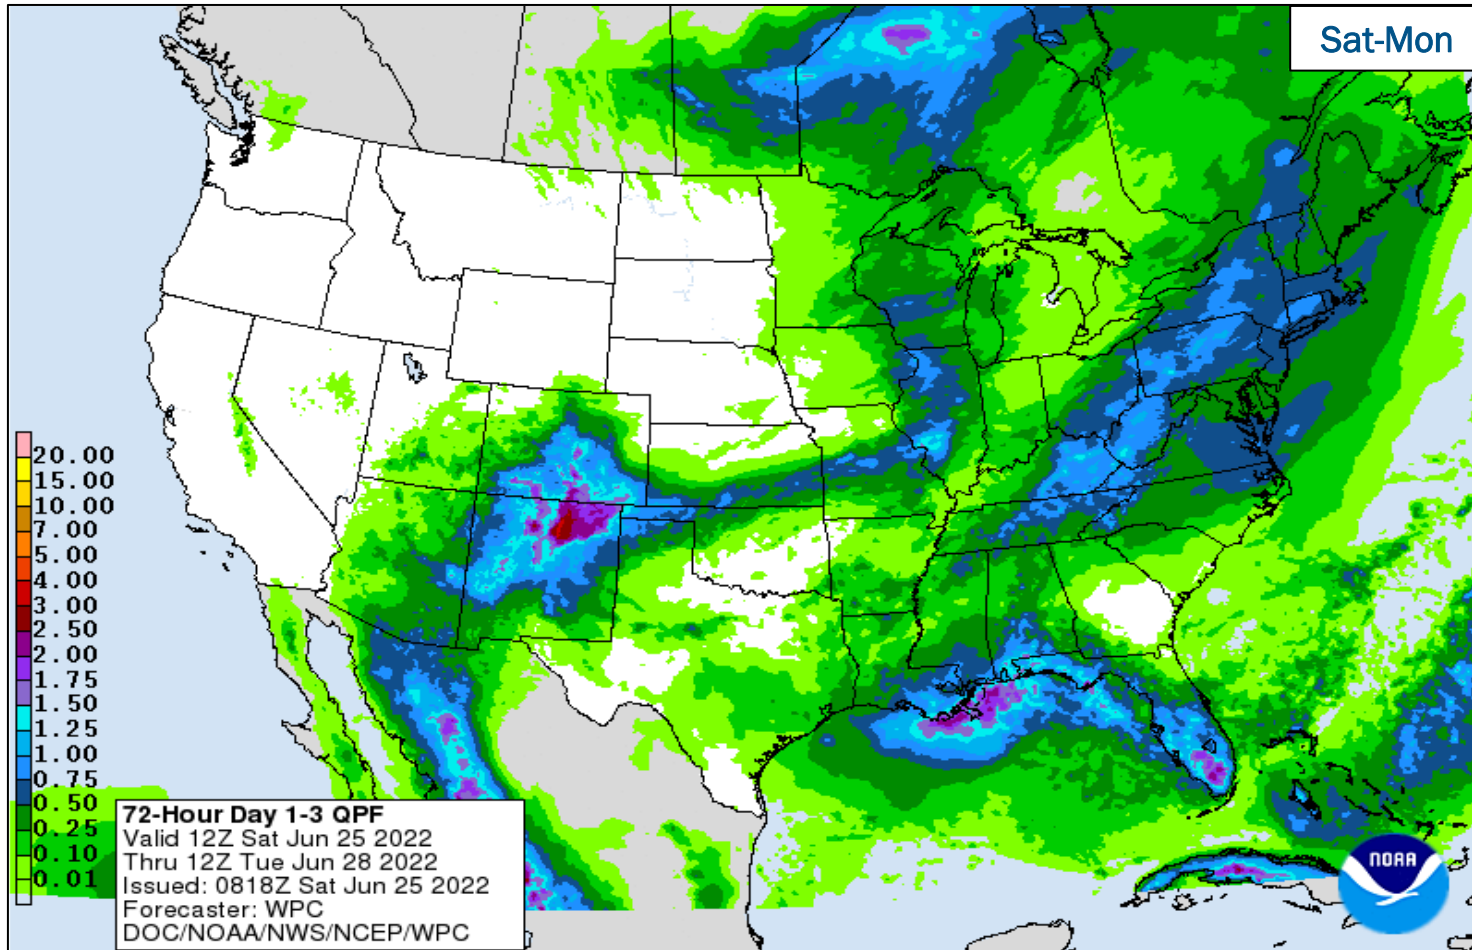 Sat-Mon
20.00
15.00
10.00
7.00
5.00
4.00
3.00
2.50
2.00
1.75
1.50
1.25
1.00
0.75
0.50
0.25
0.10
0.01
72-Hour Day 1-3 QPF
Valid 12Z Sat Jun 25 2022
Thru 12Z Tue Jun 28 2022
Issued: 0818Z Sat Jun 25 2022
Forecaster: WPC
DOC/NOAA/NWS/NCEP/WPC
NOAA